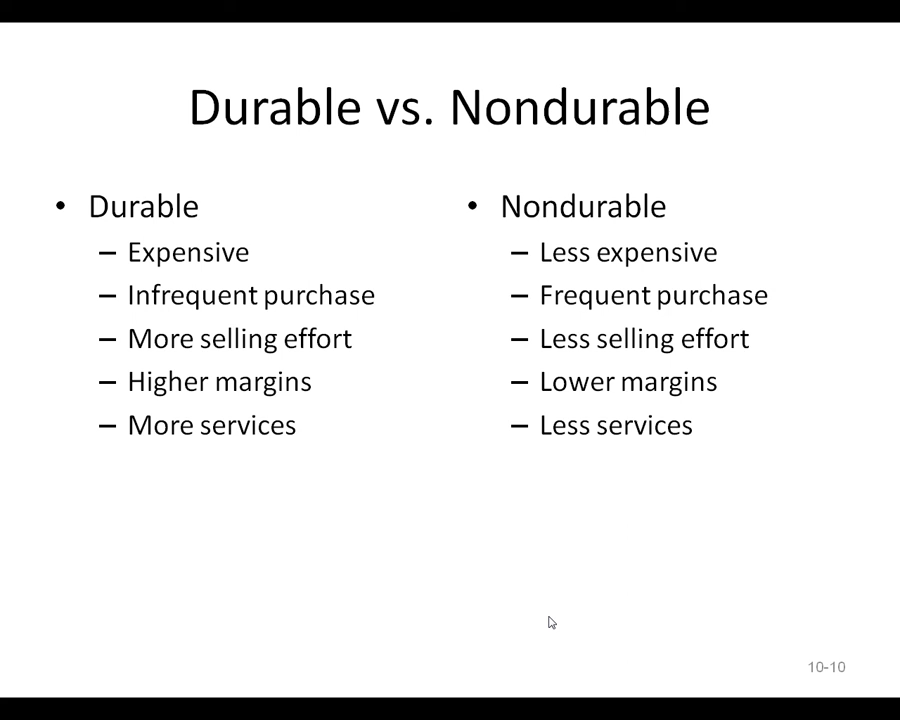 Durable vs. Nondurable
• Durable
– Expensive
– Infrequent purchase
– More selling effort
– Higher margins
– More services
• Nondurable
– Less expensive
– Frequent purchase
– Less selling effort
– Lower margins
– Less services
10-10